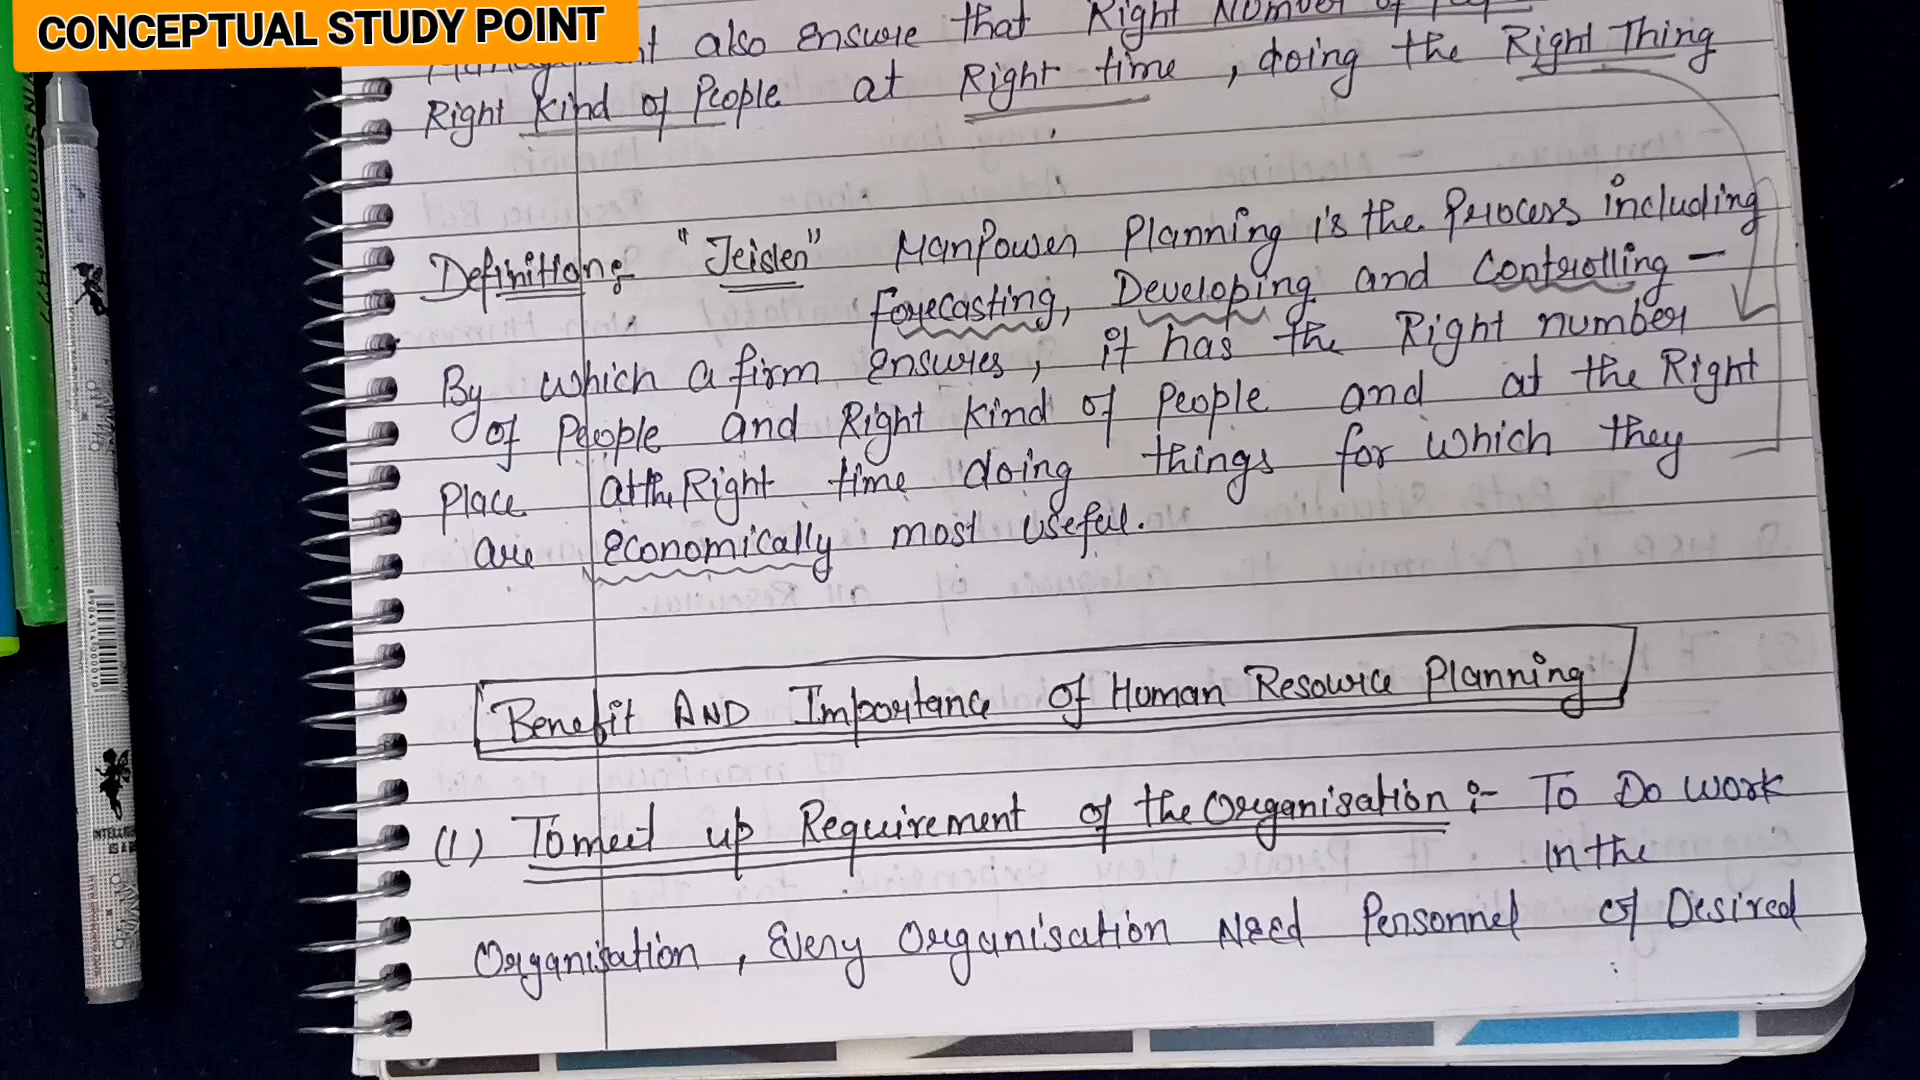 CONCEPTUAL STUDY POINT
also ensure that Right Number of
Right Kind of People at Right time, doing the Right Thing
Definition:- "Jeislen" ManPower Planning is the Process including
forecasting, Developing and Controlling -
By which a firm ensures, it has the Right number
of People and Right Kind of People and at the Right
Place at the Right time doing things for which they
are economically most useful.
Benefit AND Importance of Human Resource Planning
(1) To meet up Requirement of the Organisation :- To Do work
in the
Organisation, Every Organisation Need Personnel of Desired